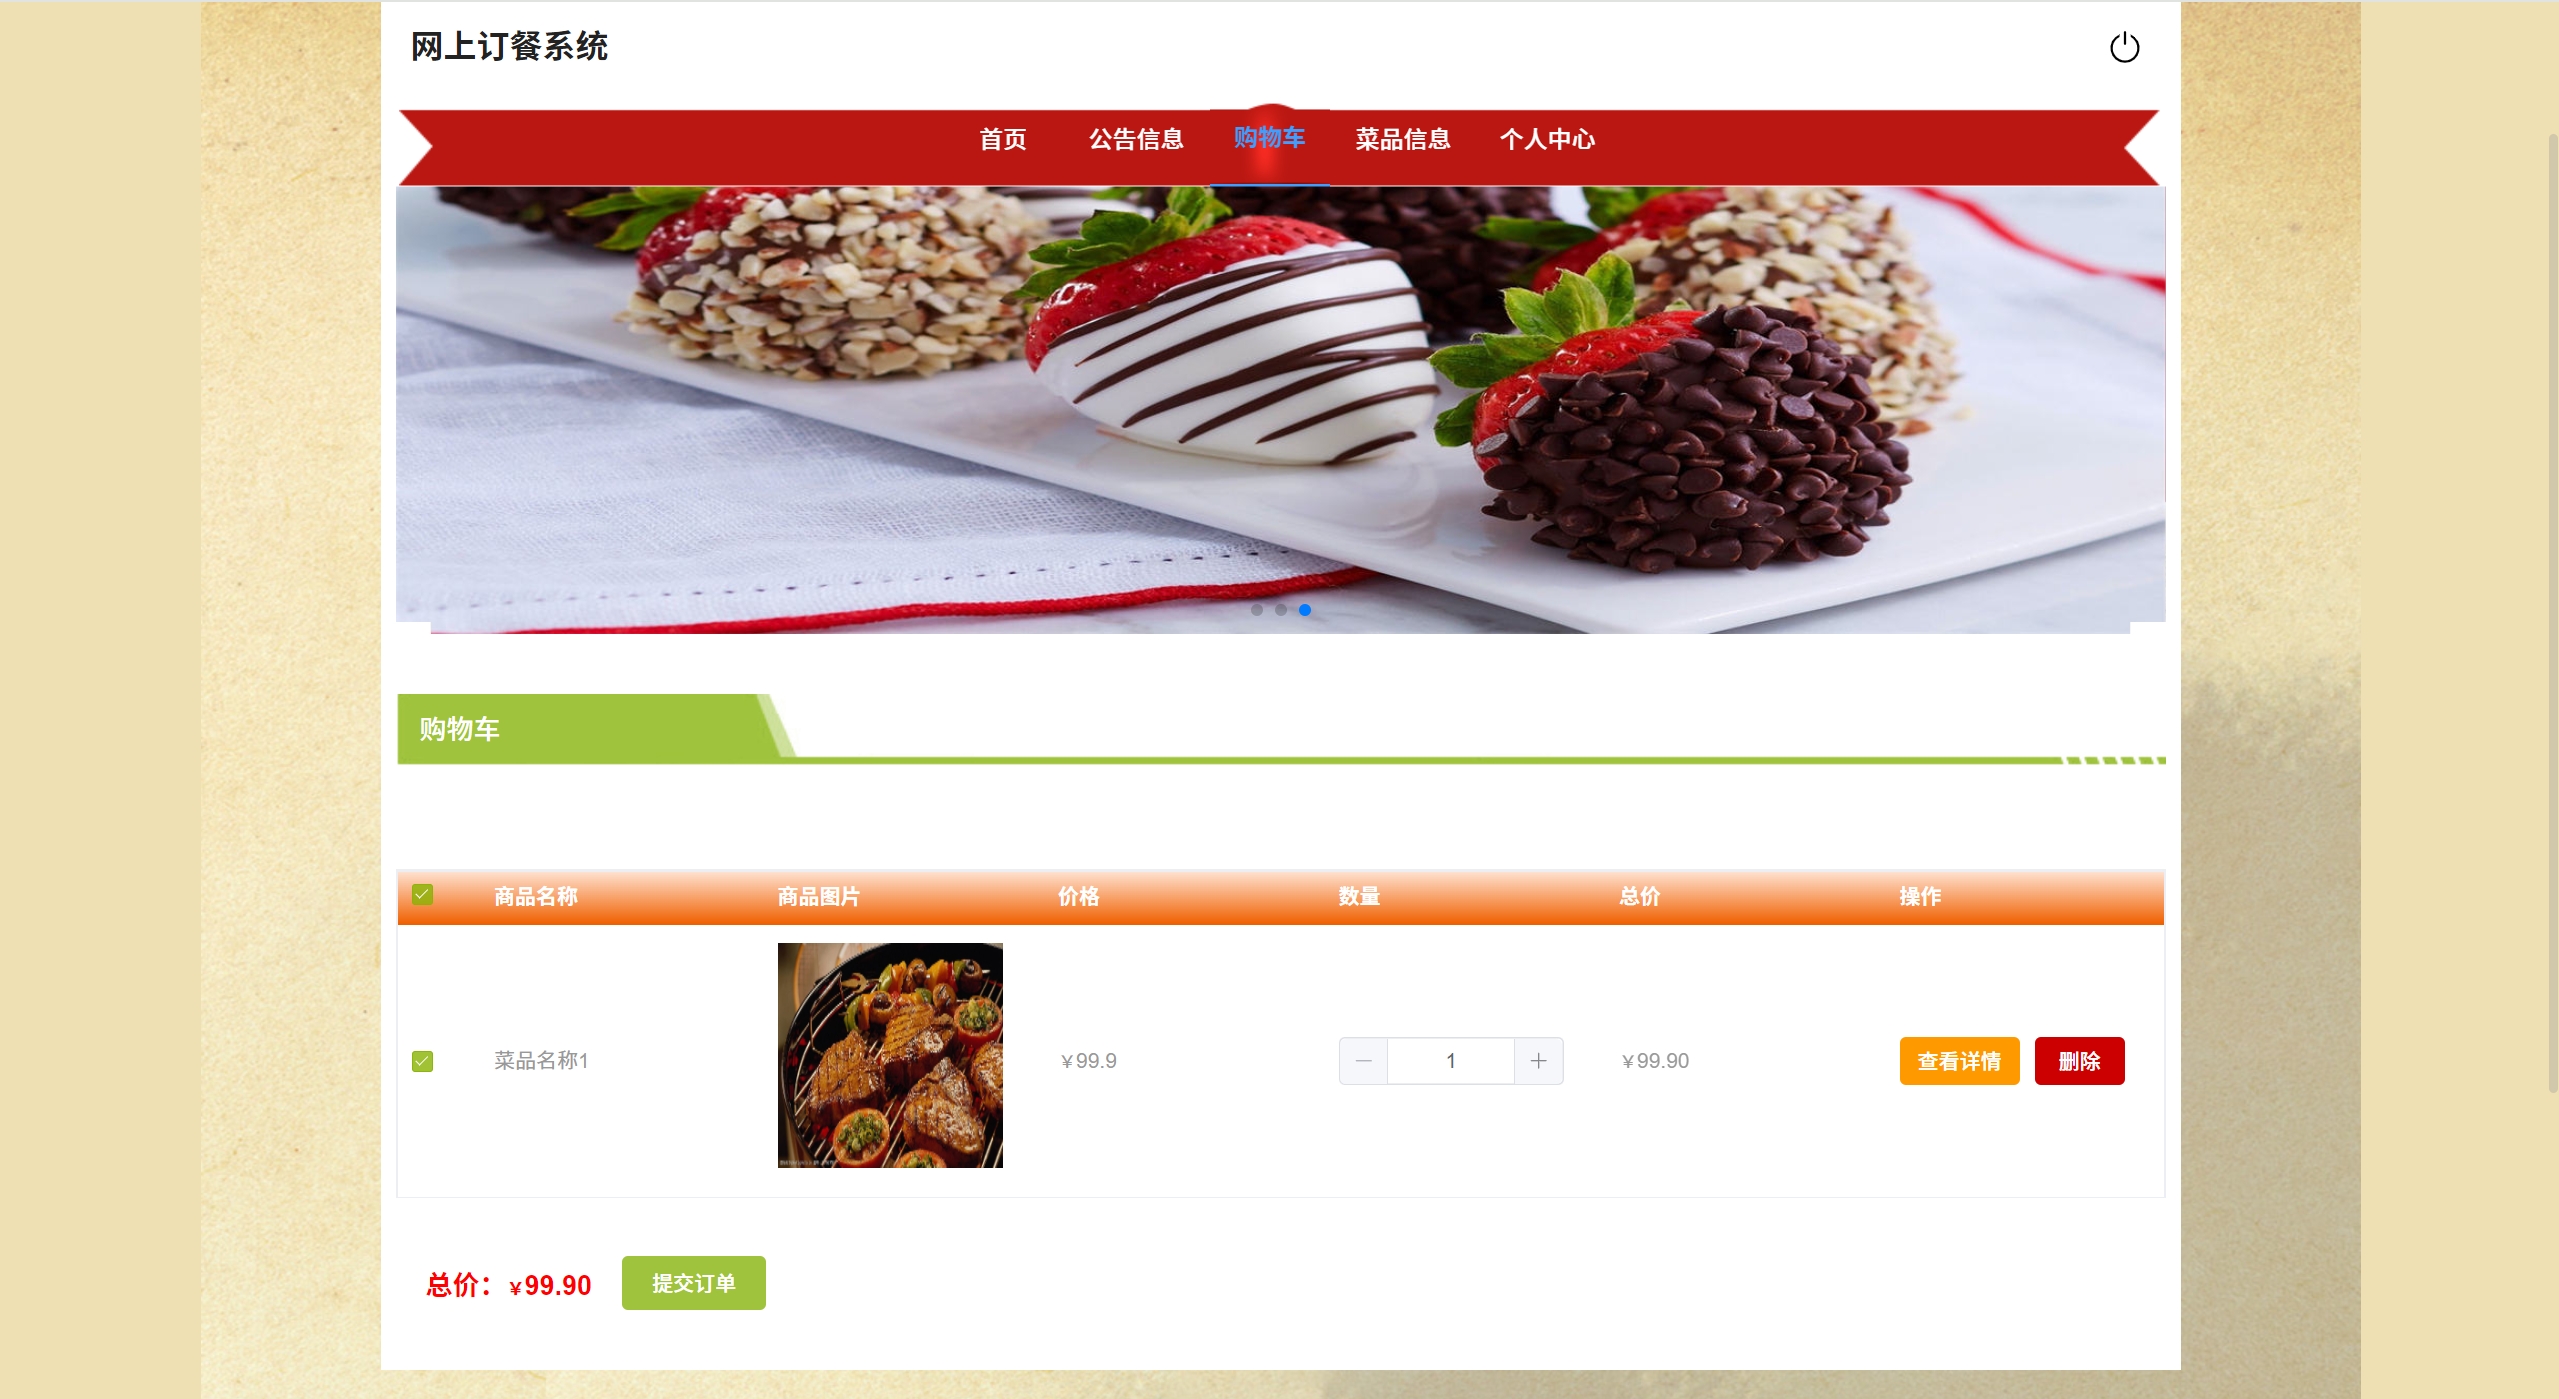 网上订餐系统
首页 公告信息 购物车 菜品信息 个人中心
购物车
商品名称 商品图片 价格 数量 总价 操作
菜品名称1 ￥99.9 1 ￥99.90 查看详情 删除
总价：￥99.90 提交订单